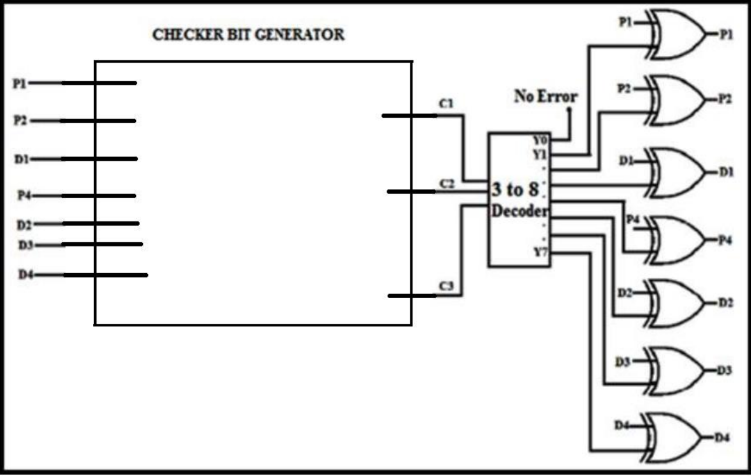 CHECKER BIT GENERATOR
P1
P2
D1
P4
D2
D3
D4
C1
C2
C3
No Error
Y0
Y1
3 to 8
Decoder
Y7
P1
P1
P2
P2
D1
D1
P4
P4
D2
D2
D3
D3
D4
D4